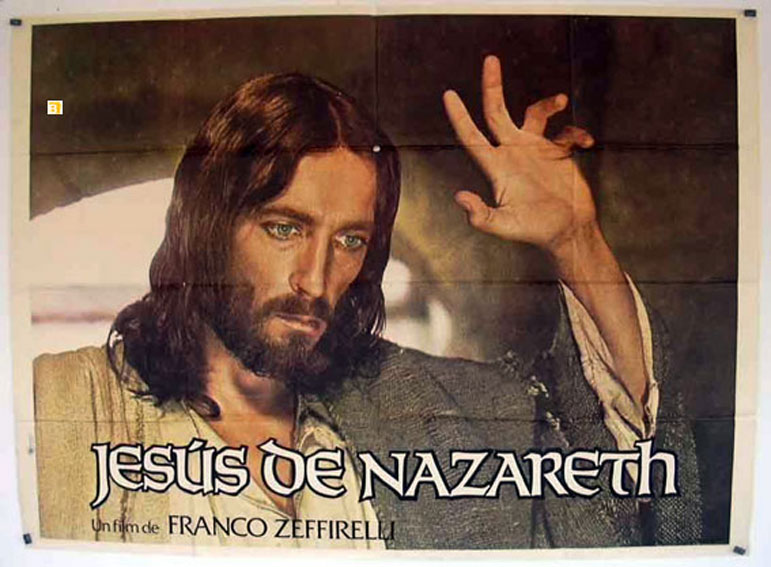 JESÚS DE NAZARETH
Un film de FRANCO ZEFFIRELLI